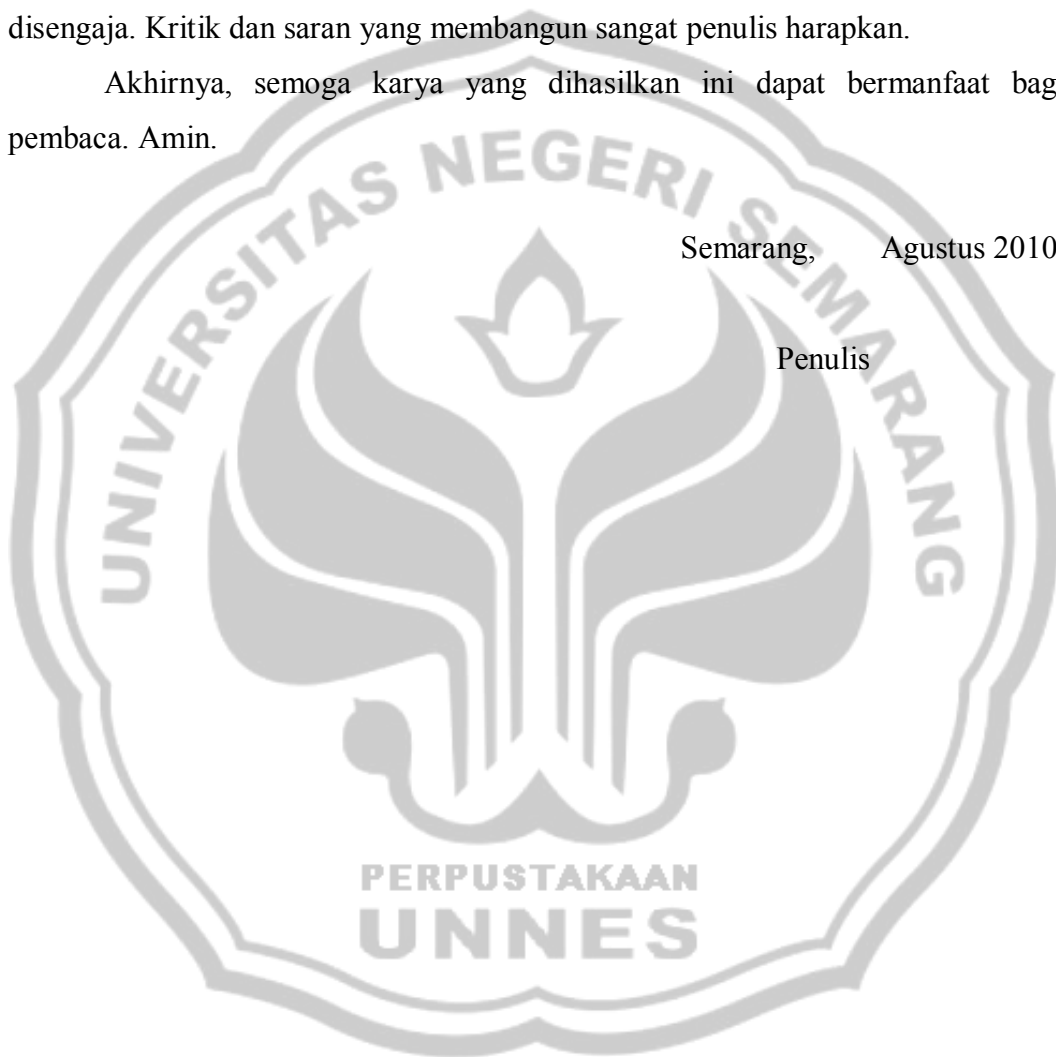 disengaja. Kritik dan saran yang membangun sangat penulis harapkan.
Akhirnya, semoga karya yang dihasilkan ini dapat bermanfaat bag
pembaca. Amin.
UNIVERSITAS NEGERI SEMARANG
Semarang, Agustus 2010
Penulis
PERPUSTAKAAN
UNNES